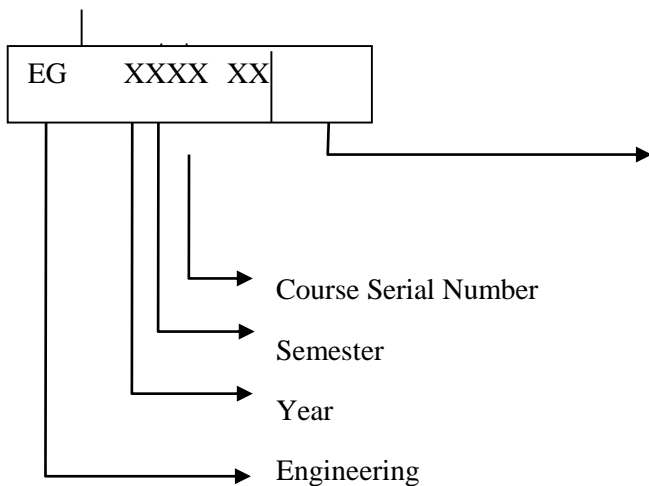 EG XXXX XX
Course Serial Number
Semester
Year
Engineering